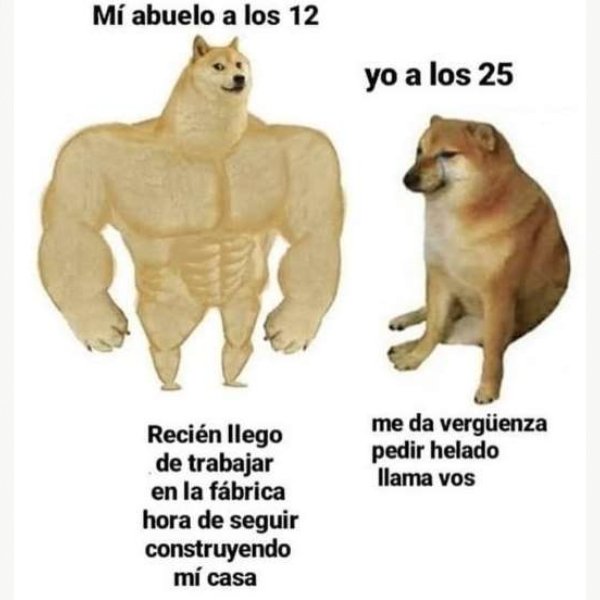 Mí abuelo a los 12
yo a los 25
Recién llego
de trabajar
en la fábrica
hora de seguir
construyendo
mí casa
me da vergüenza
pedir helado
llama vos